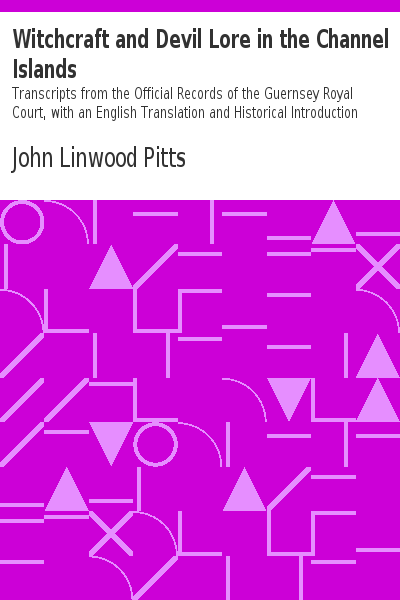 Witchcraft and Devil Lore in the Channel
Islands
Transcripts from the Official Records of the Guernsey Royal
Court, with an English Translation and Historical Introduction
John Linwood Pitts